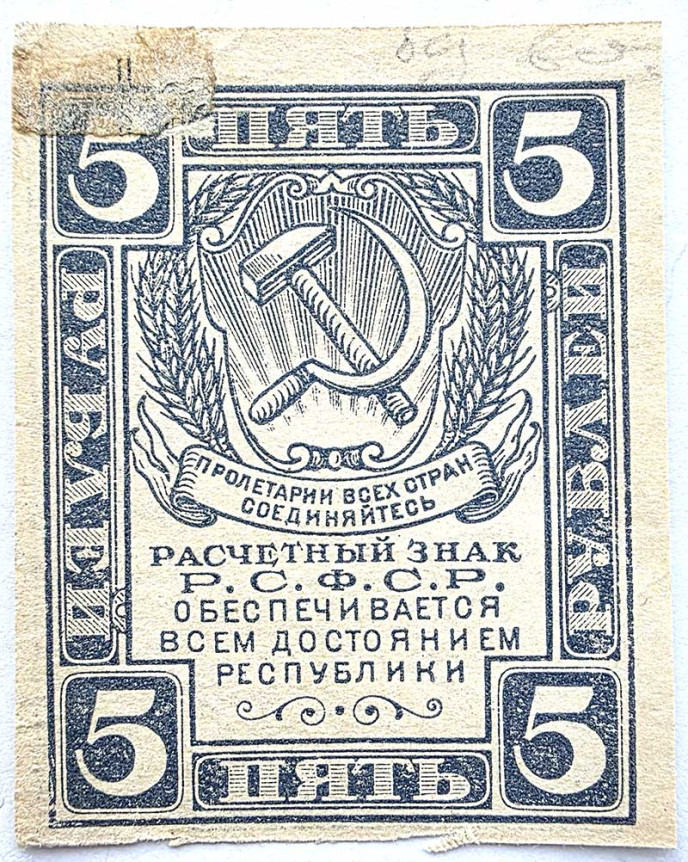 5 ПЯТЬ 5
РУБЛЕЙ
РУБЛЕЙ
ПРОЛЕТАРИИ ВСЕХ СТРАН
СОЕДИНЯЙТЕСЬ
РАСЧЕТНЫЙ ЗНАК
Р.С.Ф.С.Р.
ОБЕСПЕЧИВАЕТСЯ
ВСЕМ ДОСТОЯНИЕМ
РЕСПУБЛИКИ
5 ПЯТЬ 5